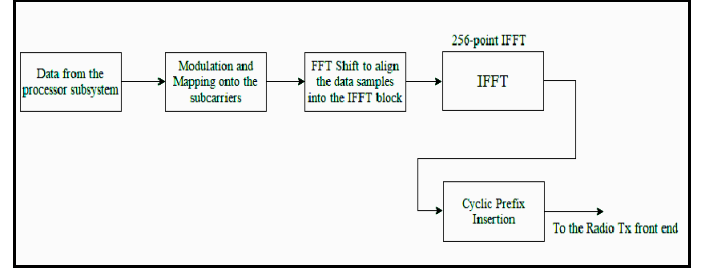 256-point IFFT
Data from the
processor subsystem
Modulation and
Mapping onto the
subcarriers
FFT Shift to align
the data samples
into the IFFT block
IFFT
Cyclic Prefix
Insertion
To the Radio Tx front end